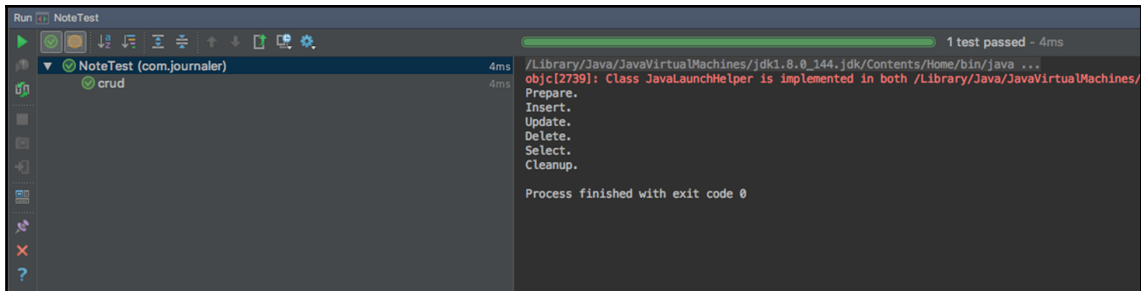 Run NoteTest
1 test passed - 4ms
NoteTest (com.journaler) 4ms
crud 4ms
/Library/Java/JavaVirtualMachines/jdk1.8.0_144.jdk/Contents/Home/bin/java ...
objc[2739]: Class JavaLaunchHelper is implemented in both /Library/Java/JavaVirtualMachines/
Prepare.
Insert.
Update.
Delete.
Select.
Cleanup.
Process finished with exit code 0